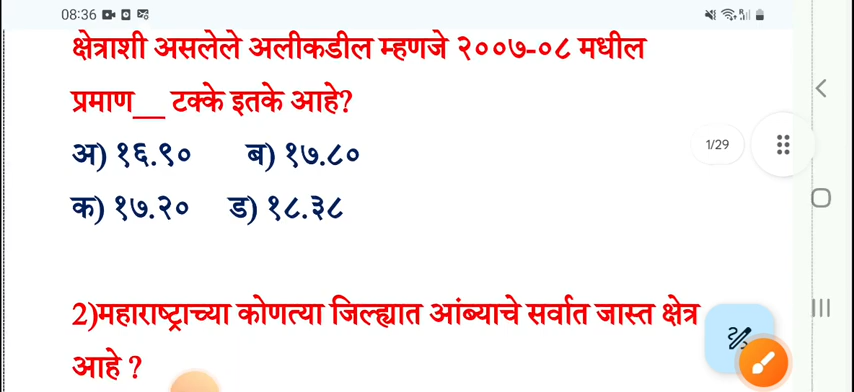 08:36
क्षेत्राशी असलेले अलीकडील म्हणजे २००७-०८ मधील
प्रमाण__ टक्के इतके आहे?
अ) १६.९० ब) १७.८०
क) १७.२० ड) १८.३८
1/29
2)महाराष्ट्राच्या कोणत्या जिल्ह्यात आंब्याचे सर्वात जास्त क्षेत्र
आहे ?